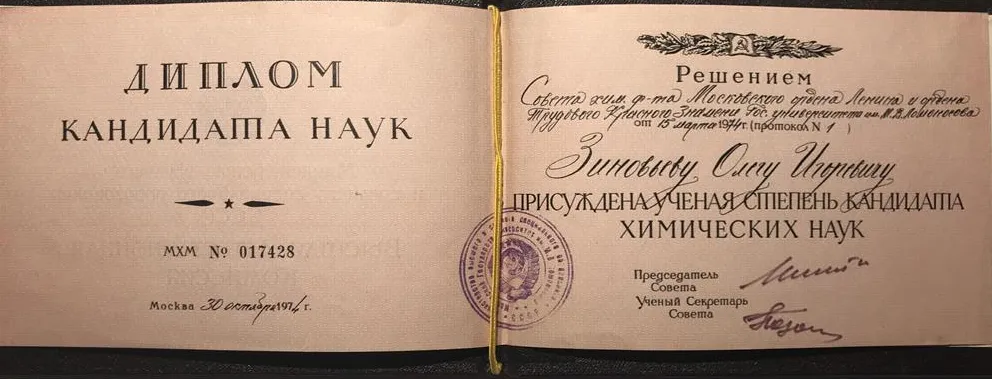 ДИПЛОМ
КАНДИДАТА НАУК
МХМ № 017428
Москва 30 октября 1974 г.
Решением
Совета хим. ф-та Московского ордена Ленина и ордена
Трудового Красного Знамени Гос. университета им. М.В. Ломоносова
от 15 марта 1974 г. (протокол N 1)
Зиновьеву Олегу Игоревичу
ПРИСУЖДЕНА УЧЕНАЯ СТЕПЕНЬ КАНДИДАТА
ХИМИЧЕСКИХ НАУК
Председатель
Совета
Ученый Секретарь
Совета